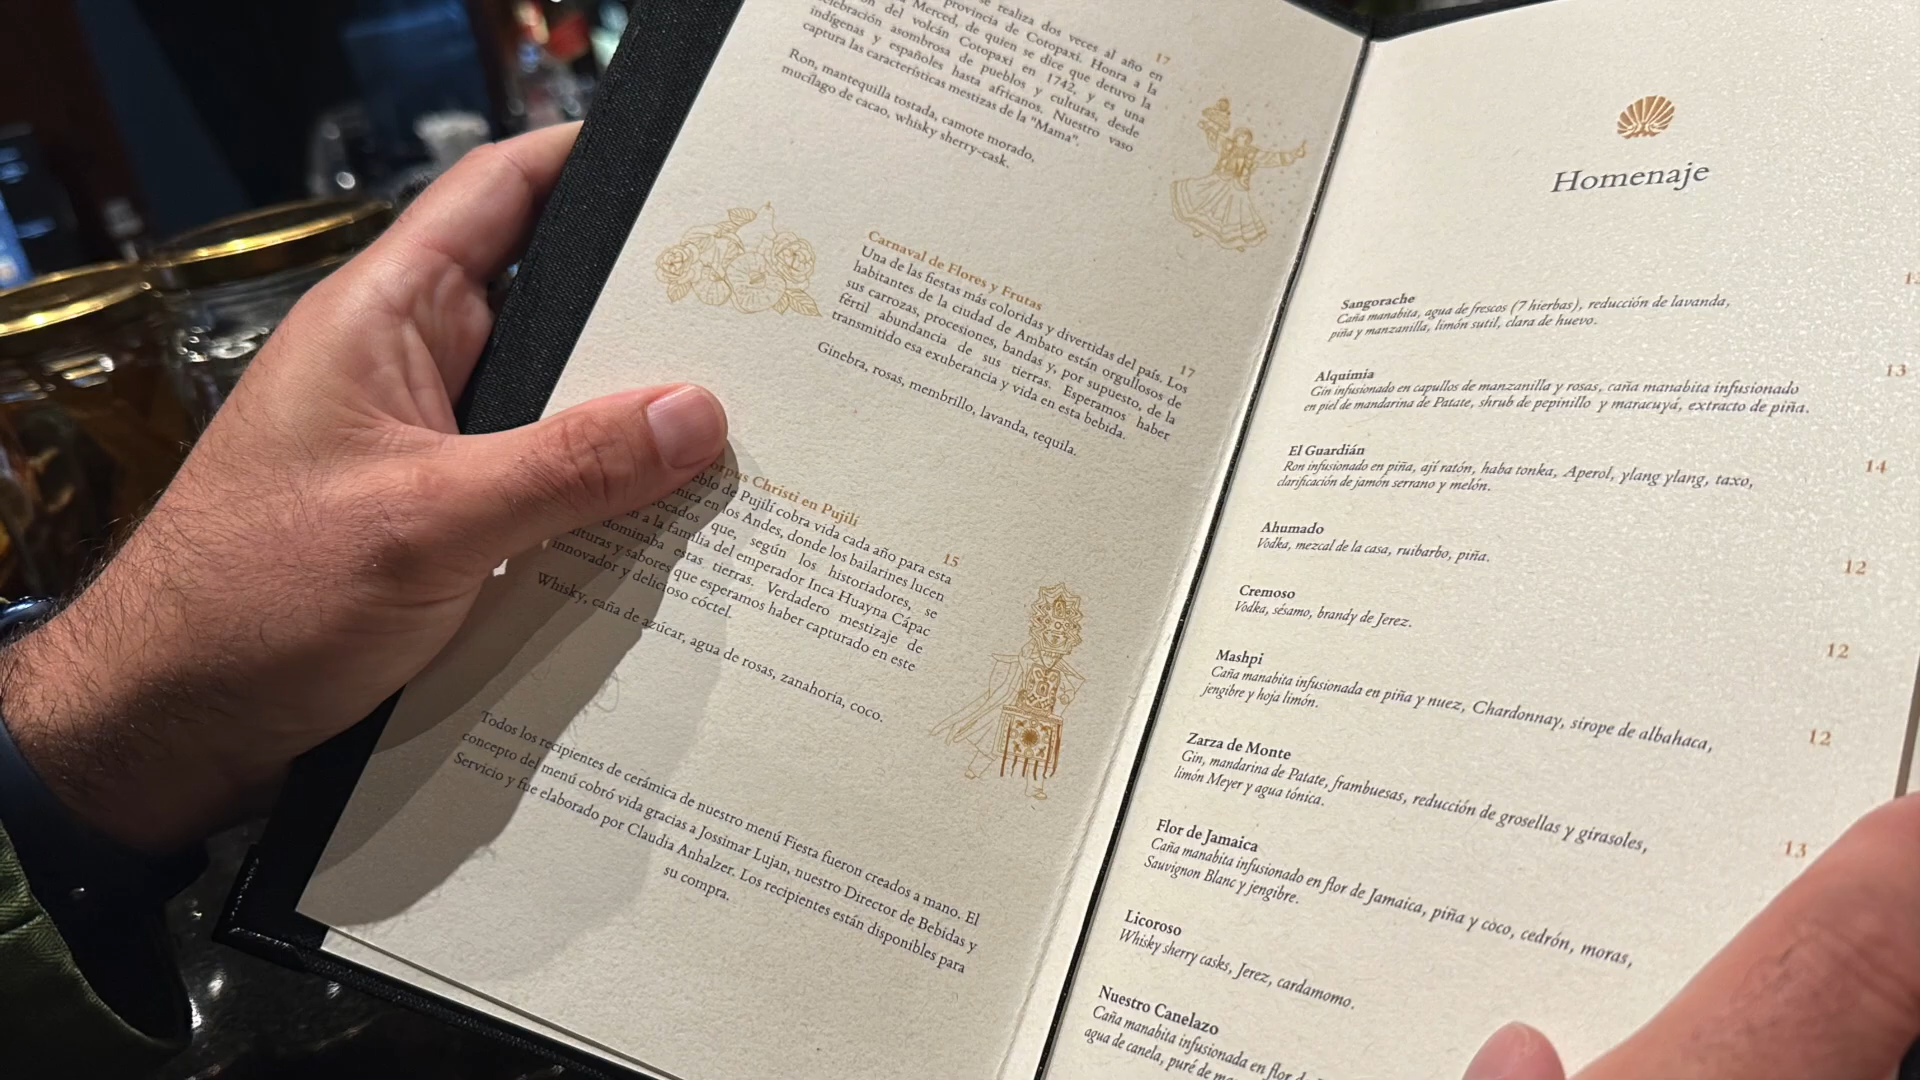 se realiza dos veces al año en
provincia de Cotopaxi. Honra a la
Merced, de quien se dice que detuvo la
del volcán Cotopaxi en 1742, y es una
celebración asombrosa de pueblos y culturas, desde
indígenas y españoles hasta africanos. Nuestro vaso
captura las características mestizas de la "Mama".
17
Ron, mantequilla tostada, camote morado,
mucílago de cacao, whisky sherry-cask.
Carnaval de Flores y Frutas
Una de las fiestas más coloridas y divertidas del país. Los
habitantes de la ciudad de Ambato están orgullosos de
sus carrozas, procesiones, bandas y, por supuesto, de la
fértil abundancia de sus tierras. Esperamos haber
transmitido esa exuberancia y vida en esta bebida.
17
Ginebra, rosas, membrillo, lavanda, tequila.
Corpus Christi en Pujilí
de Pujilí cobra vida cada año para esta
en los Andes, donde los bailarines lucen
que, según los historiadores, se
a la familia del emperador Inca Huayna Cápac
dominaba estas tierras. Verdadero mestizaje de
y sabores que esperamos haber capturado en este
innovador y delicioso cóctel.
15
Whisky, caña de azúcar, agua de rosas, zanahoria, coco.
Todos los recipientes de cerámica de nuestro menú Fiesta fueron creados a mano. El
concepto del menú cobró vida gracias a Jossimar Lujan, nuestro Director de Bebidas y
Servicio y fue elaborado por Claudia Anhalzer. Los recipientes están disponibles para
su compra.
Homenaje
Sangorache
Caña manabita, agua de frescos (7 hierbas), reducción de lavanda,
piña y manzanilla, limón sutil, clara de huevo.
Alquimia
13
Gin infusionado en capullos de manzanilla y rosas, caña manabita infusionado
en piel de mandarina de Patate, shrub de pepinillo y maracuyá, extracto de piña.
El Guardián
14
Ron infusionado en piña, ají ratón, haba tonka, Aperol, ylang ylang, taxo,
clarificación de jamón serrano y melón.
Ahumado
12
Vodka, mezcal de la casa, ruibarbo, piña.
Cremoso
12
Vodka, sésamo, brandy de Jerez.
Mashpi
12
Caña manabita infusionada en piña y nuez, Chardonnay, sirope de albahaca,
jengibre y hoja limón.
Zarza de Monte
13
Gin, mandarina de Patate, frambuesas, reducción de grosellas y girasoles,
limón Meyer y agua tónica.
Flor de Jamaica
Caña manabita infusionado en flor de Jamaica, piña y coco, cedrón, moras,
Sauvignon Blanc y jengibre.
Licoroso
Whisky sherry casks, Jerez, cardamomo.
Nuestro Canelazo
Caña manabita infusionada en flor
agua de canela, puré de